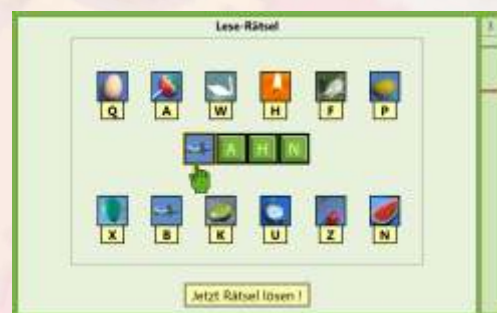 Lese-Rätsel
Q A W H F P
A H N
X B K U Z N
Jetzt Rätsel lösen !